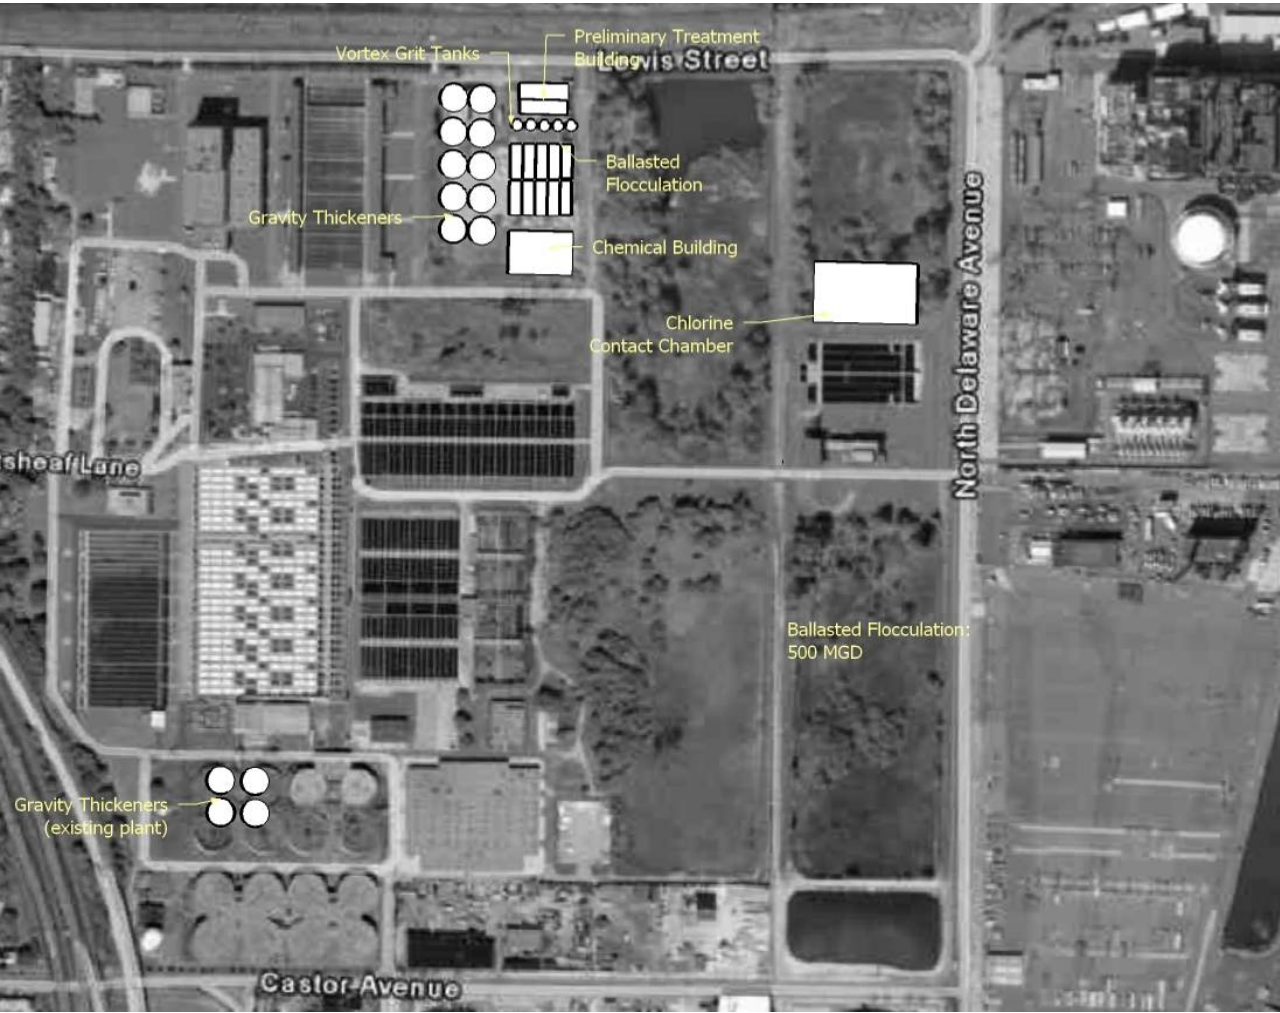 Preliminary Treatment
Building
Vortex Grit Tanks
Lewis Street
Ballasted
Flocculation
Gravity Thickeners
Chemical Building
Chlorine
Contact Chamber
North Delaware Avenue
tsheaf Lane
Ballasted Flocculation:
500 MGD
Gravity Thickeners
(existing plant)
Castor Avenue